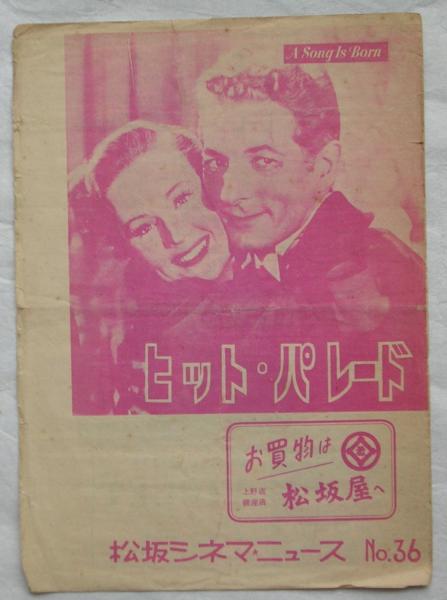 A Song Is Born
ヒット・パレード
お買物は
上野店
銀座店
松坂屋へ
松坂シネマ・ニュース No.36